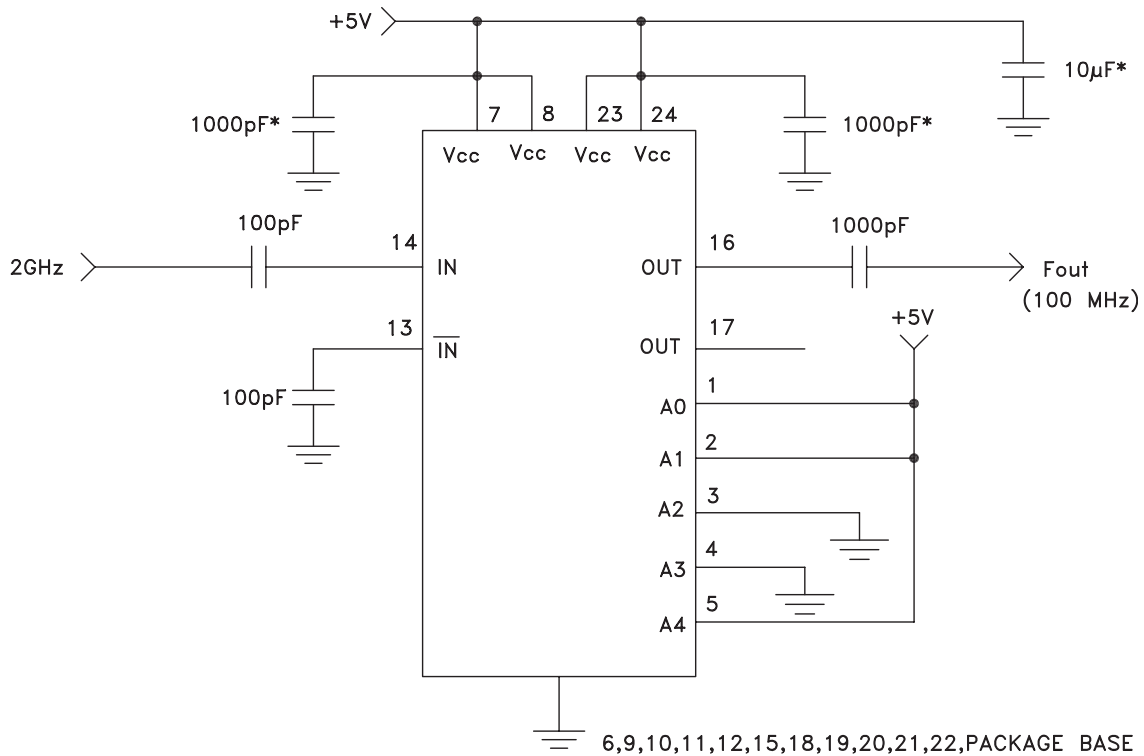 +5V
10μF*
1000pF*
7 8 23 24
1000pF*
Vcc Vcc Vcc Vcc
100pF
1000pF
14
16
2GHz
IN
OUT
Fout
(100 MHz)
+5V
13
17
IN
OUT
100pF
1
A0
2
A1
3
A2
4
A3
5
A4
6,9,10,11,12,15,18,19,20,21,22,PACKAGE BASE